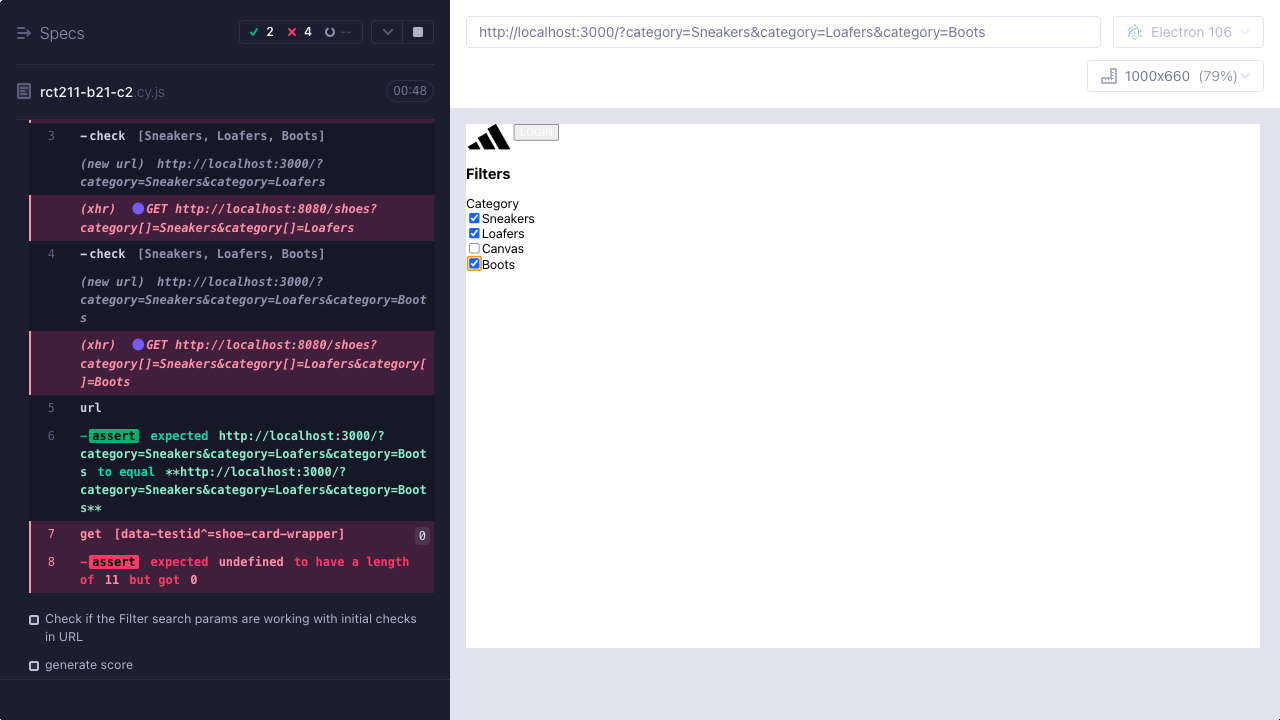 Specs
2
4
--
rct211-b21-c2.cy.js
00:48
3 -check [Sneakers, Loafers, Boots]
(new url) http://localhost:3000/?
category=Sneakers&category=Loafers
(xhr) GET http://localhost:8080/shoes?
category[]=Sneakers&category[]=Loafers
4 -check [Sneakers, Loafers, Boots]
(new url) http://localhost:3000/?
category=Sneakers&category=Loafers&category=Boot
s
(xhr) GET http://localhost:8080/shoes?
category[]=Sneakers&category[]=Loafers&category[
]=Boots
5 url
6 -assert expected http://localhost:3000/?
category=Sneakers&category=Loafers&category=Boot
s to equal **http://localhost:3000/?
category=Sneakers&category=Loafers&category=Boot
s**
7 get [data-testid^=shoe-card-wrapper] 0
8 -assert expected undefined to have a length
of 11 but got 0
Check if the Filter search params are working with initial checks
in URL
generate score
http://localhost:3000/?category=Sneakers&category=Loafers&category=Boots
Electron 106
1000x660 (79%)
LOGIN
Filters
Category
Sneakers
Loafers
Canvas
Boots